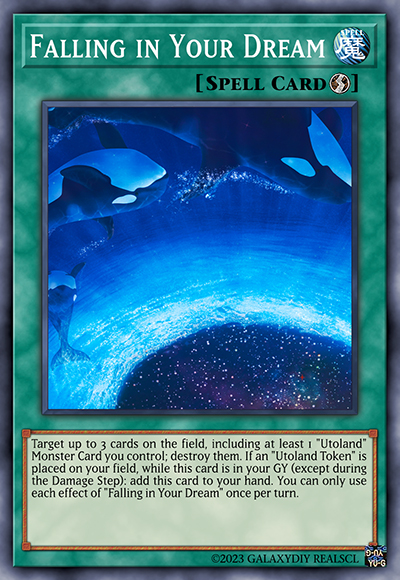 Falling in Your Dream
SPELL
魔
[Spell Card]
Target up to 3 cards on the field, including at least 1 "Utoland"
Monster Card you control; destroy them. If an "Utoland Token" is
placed on your field, while this card is in your GY (except during
the Damage Step): add this card to your hand. You can only use
each effect of "Falling in Your Dream" once per turn.
©2023 GALAXYDIY REALSCL
YU-G
YU-G